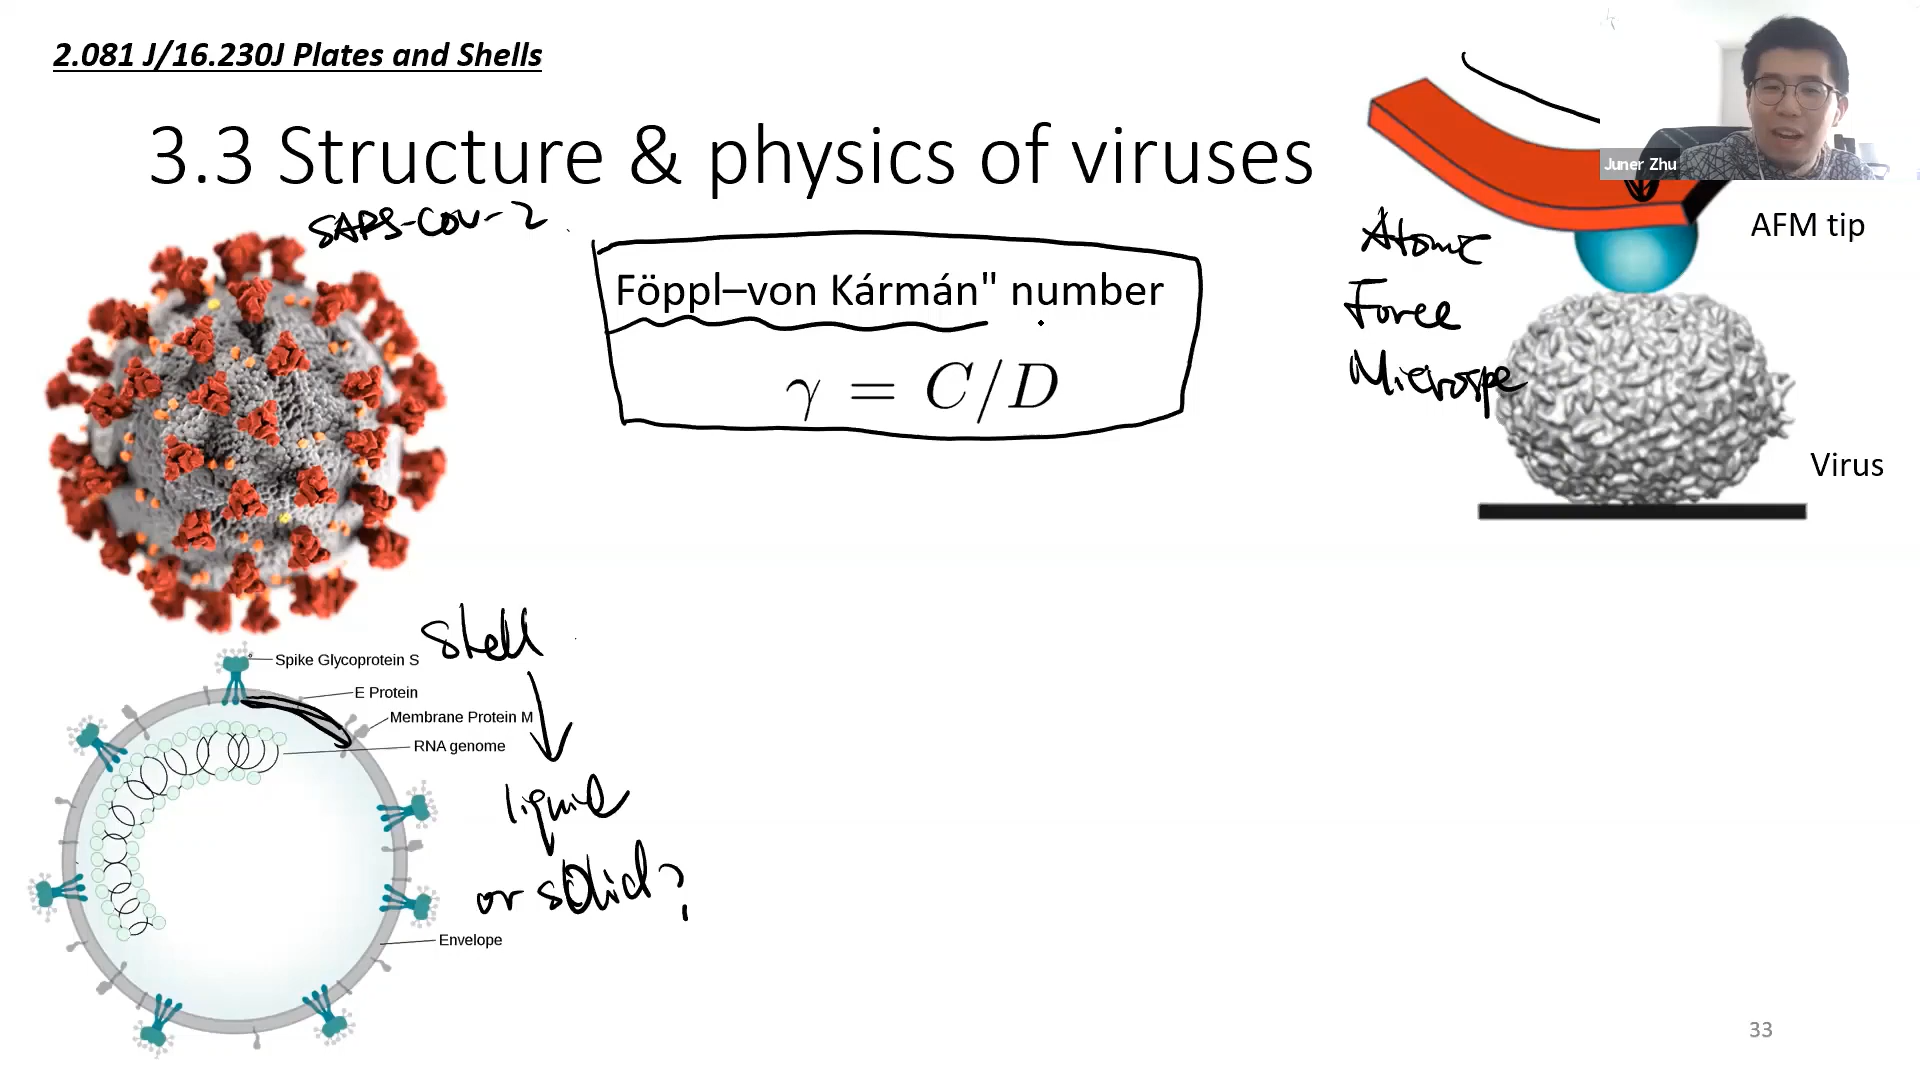 2.081 J/16.230J Plates and Shells
3.3 Structure & physics of viruses
SARS-COV-2
Föppl–von Kármán" number
γ = C/D
Juner Zhu
AFM tip
Atomic
Force
Microspe
Virus
Shell
liquid
or solid?
Spike Glycoprotein S
E Protein
Membrane Protein M
RNA genome
Envelope
33